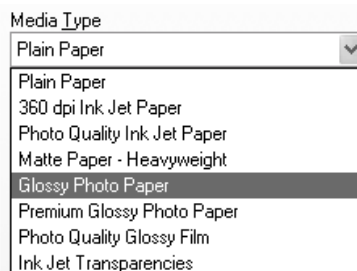 Media Type
Plain Paper
Plain Paper
360 dpi Ink Jet Paper
Photo Quality Ink Jet Paper
Matte Paper - Heavyweight
Glossy Photo Paper
Premium Glossy Photo Paper
Photo Quality Glossy Film
Ink Jet Transparencies